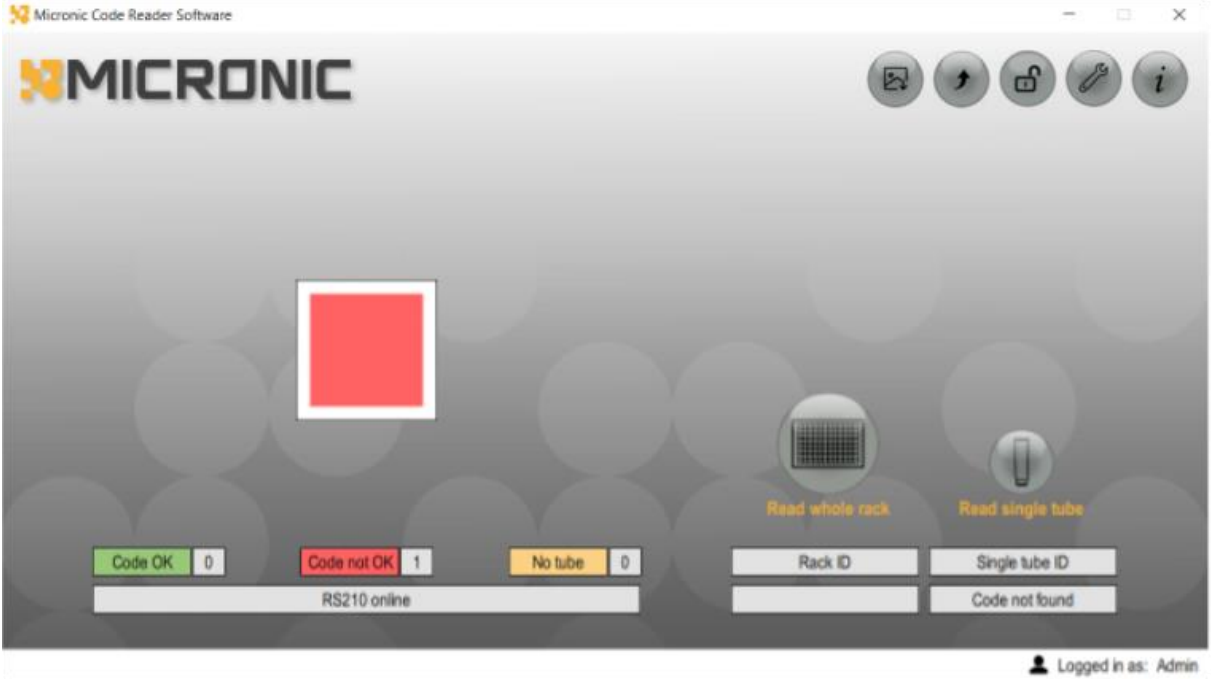 Micronic Code Reader Software
MICRONIC
Read whole rack
Read single tube
Code OK 0
Code not OK 1
No tube 0
Rack ID
Single tube ID
RS210 online
Code not found
Logged in as: Admin